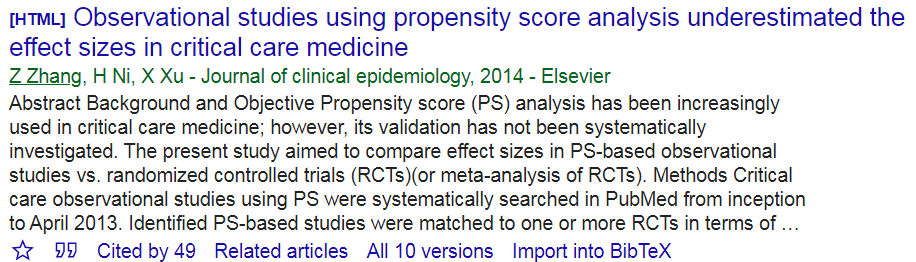 [HTML] Observational studies using propensity score analysis underestimated the
effect sizes in critical care medicine
Z Zhang, H Ni, X Xu - Journal of clinical epidemiology, 2014 - Elsevier
Abstract Background and Objective Propensity score (PS) analysis has been increasingly
used in critical care medicine; however, its validation has not been systematically
investigated. The present study aimed to compare effect sizes in PS-based observational
studies vs. randomized controlled trials (RCTs)(or meta-analysis of RCTs). Methods Critical
care observational studies using PS were systematically searched in PubMed from inception
to April 2013. Identified PS-based studies were matched to one or more RCTs in terms of …
Cited by 49 Related articles All 10 versions Import into BibTeX